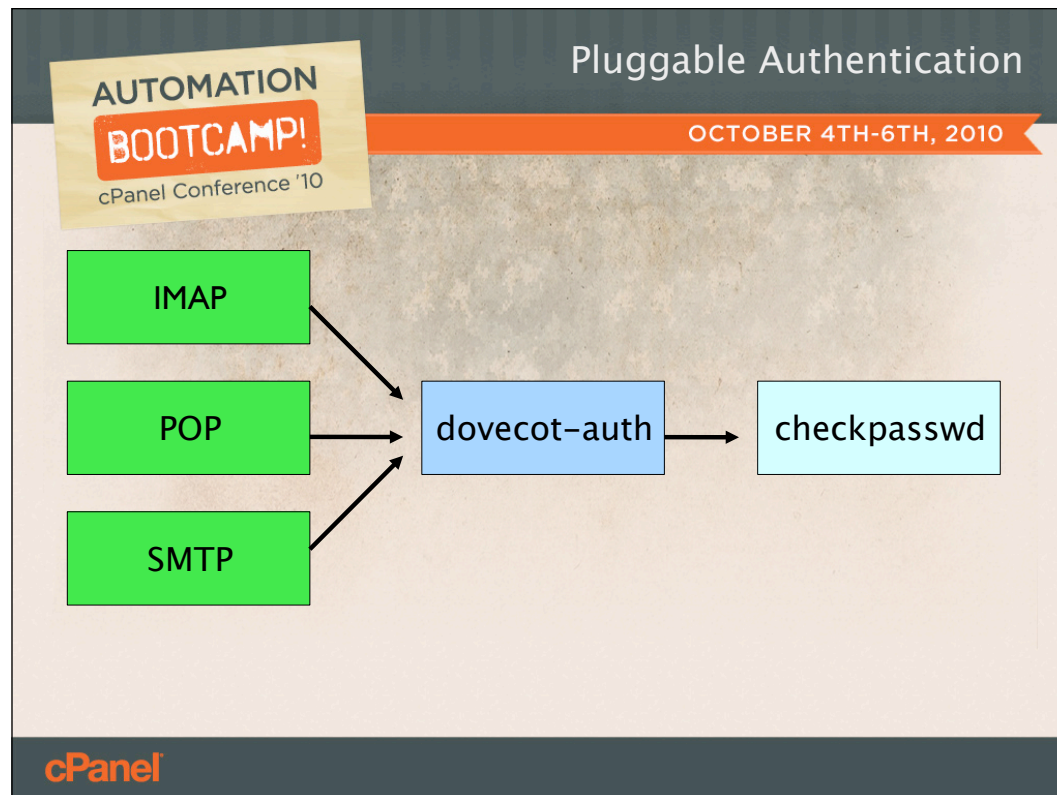 Pluggable Authentication
AUTOMATION
BOOTCAMP!
cPanel Conference '10
OCTOBER 4TH-6TH, 2010
IMAP
POP
dovecot-auth
checkpasswd
SMTP
cPanel